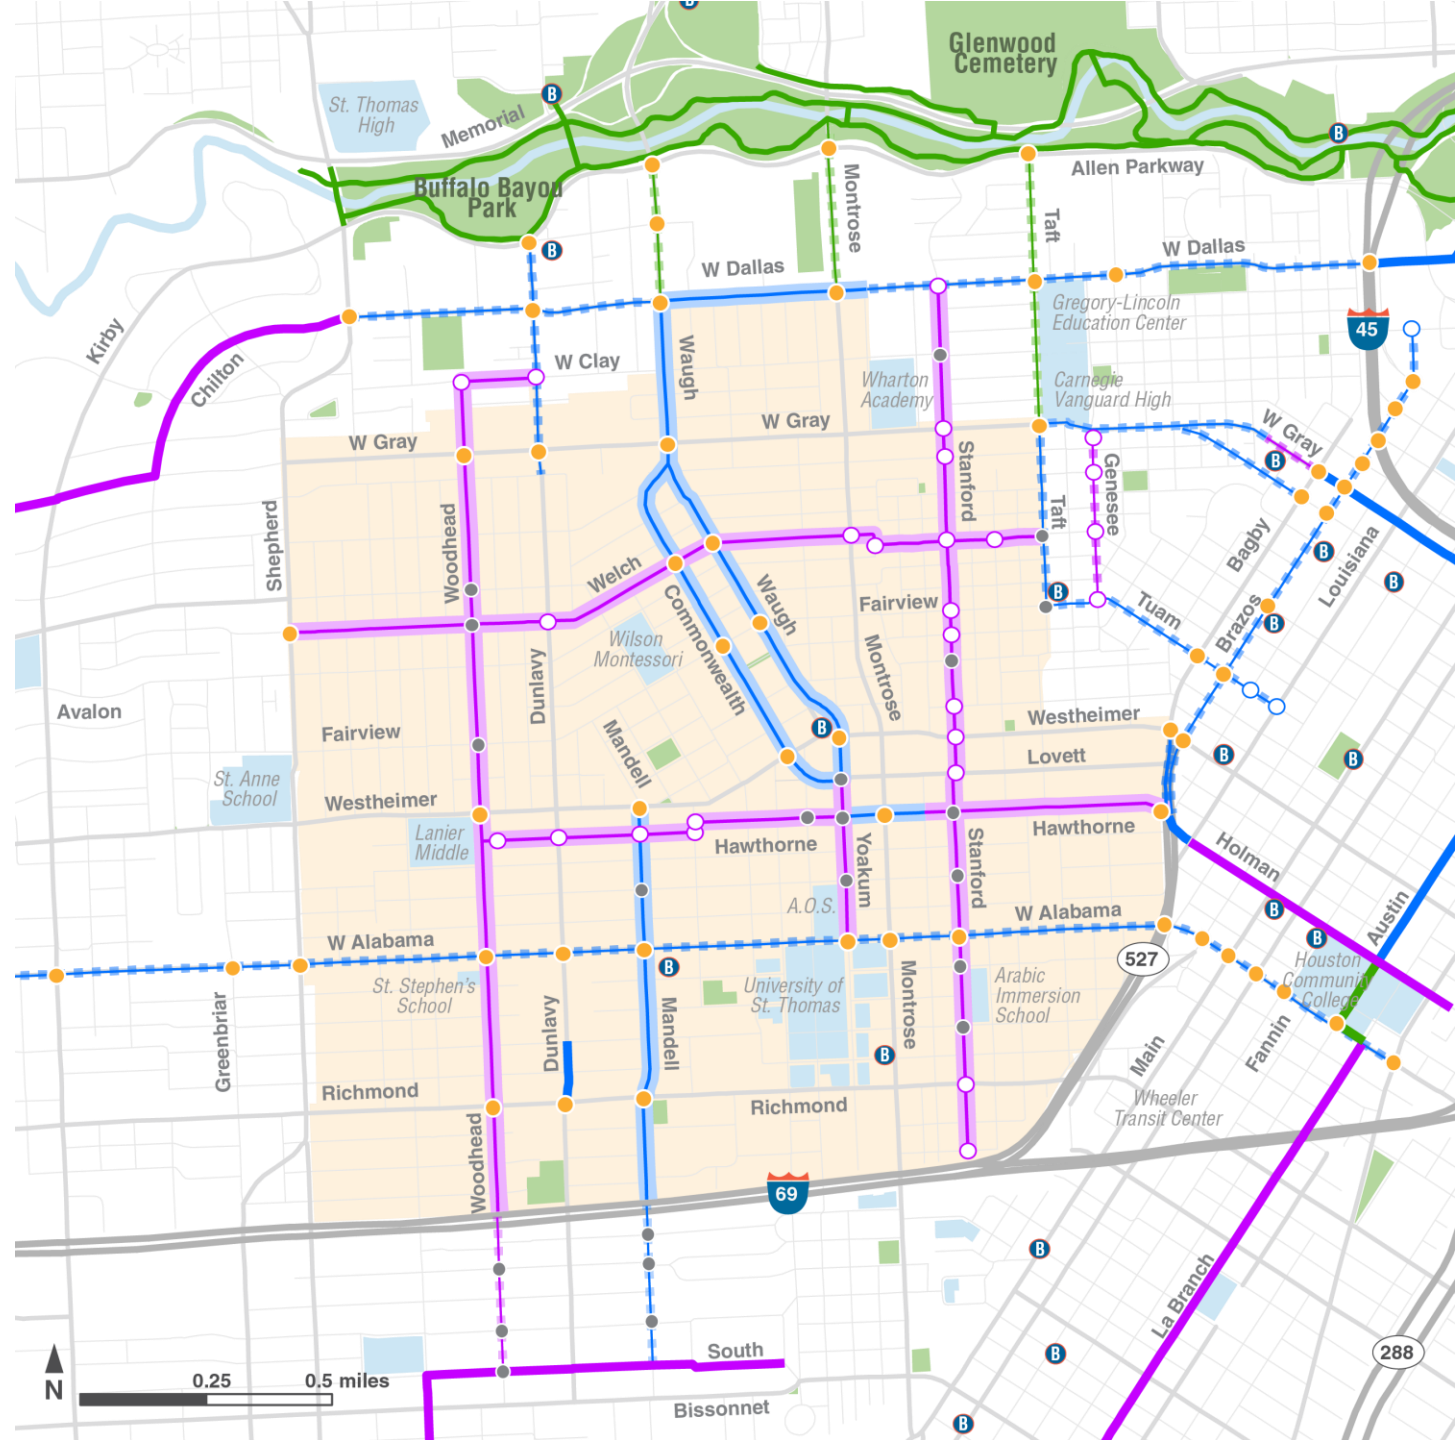 B
Glenwood
Cemetery
St. Thomas
High
B
Memorial
B
Allen Parkway
Buffalo Bayou
Park
Montrose
Taft
B
W Dallas
W Dallas
Gregory-Lincoln
Education Center
45
Kirby
Chilton
W Clay
Waugh
Wharton
Academy
Carnegie
Vanguard High
W Gray
W Gray
W Gray
B
Stanford
Genesee
Shepherd
Woodhead
Taft
Bagby
Louisiana
B
B
Welch
Waugh
Commonwealth
Fairview
B
Tuam
Brazos
B
Wilson
Montessori
Montrose
Dunlavy
Avalon
Fairview
Mandell
B
Westheimer
Lovett
B
B
St. Anne
School
Westheimer
Lanier
Middle
Hawthorne
Yoakum
Stanford
Hawthorne
Holman
A.O.S.
W Alabama
B
Austin
W Alabama
B
527
Houston
Community
College
B
St. Stephen's
School
University of
St. Thomas
Arabic
Immersion
School
Greenbriar
Dunlavy
Mandell
Montrose
B
Main
Fannin
Richmond
Richmond
Wheeler
Transit Center
Woodhead
69
B
La Branch
B
288
South
N
0.25
0.5 miles
Bissonnet
B